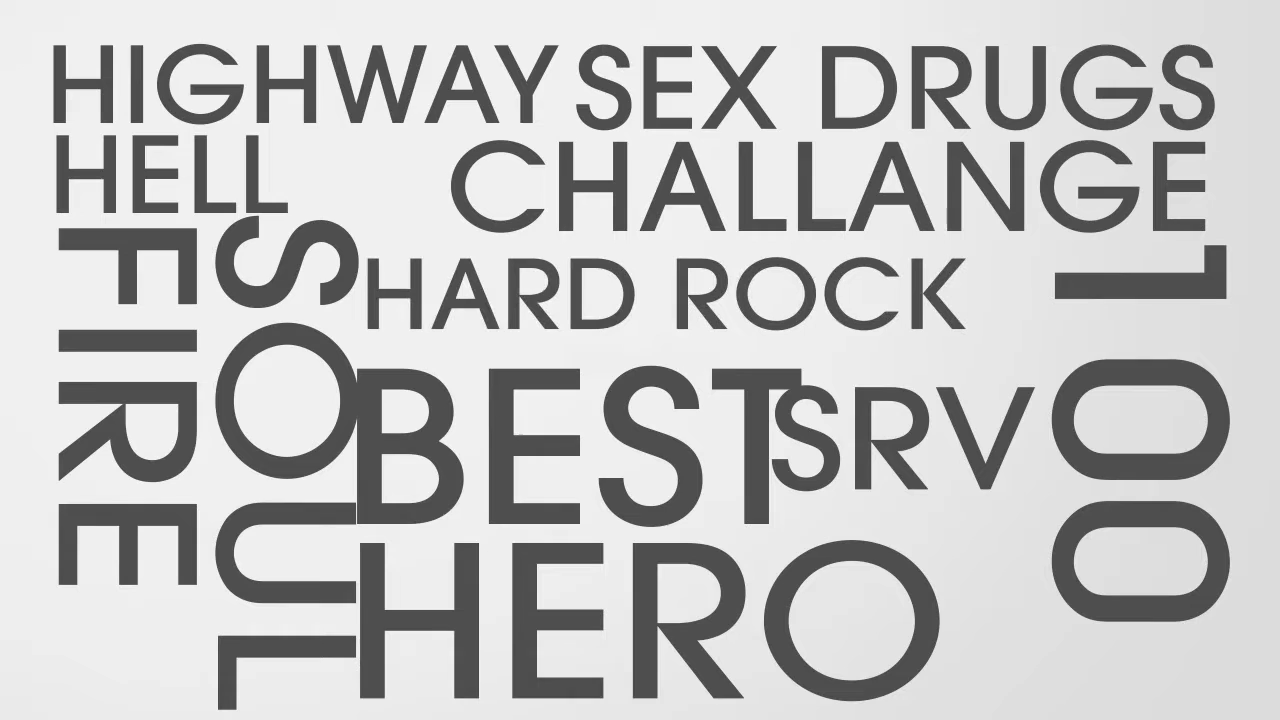 HIGHWAY SEX DRUGS
HELL CHALLANGE
FIRE
SOUL
HARD ROCK
100
BEST SRV
HERO